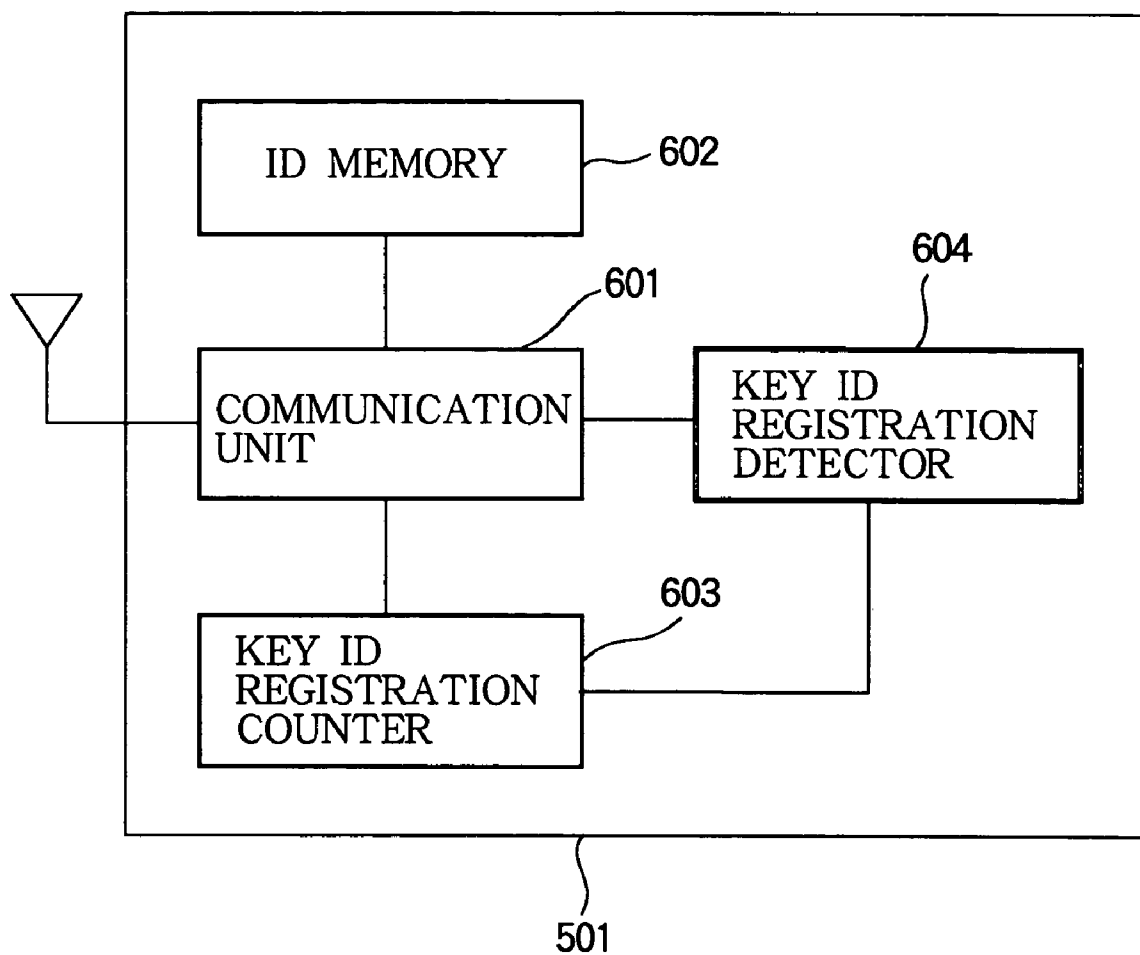 ID MEMORY
602
604
601
COMMUNICATION
UNIT
KEY ID
REGISTRATION
DETECTOR
603
KEY ID
REGISTRATION
COUNTER
501